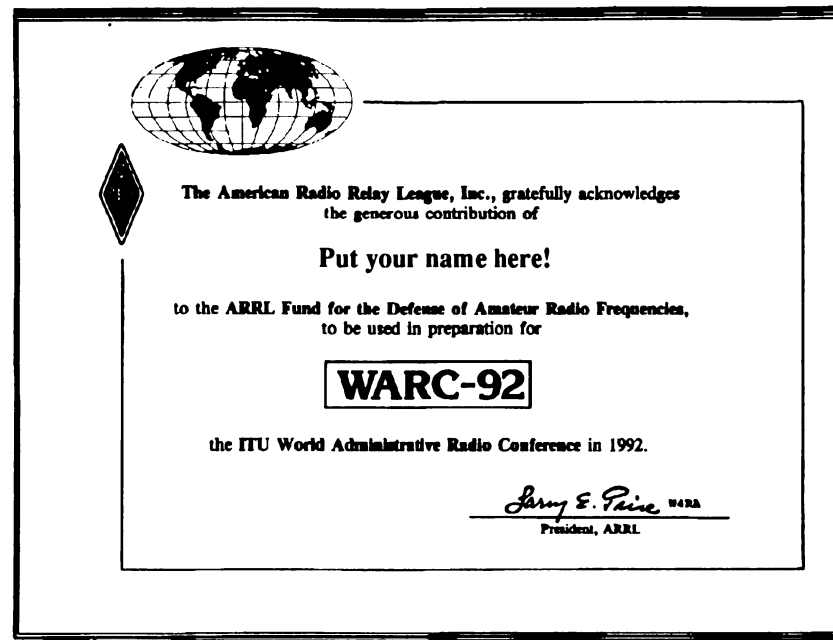 The American Radio Relay League, Inc., gratefully acknowledges
the generous contribution of
Put your name here!
to the ARRL Fund for the Defense of Amateur Radio Frequencies,
to be used in preparation for
WARC-92
the ITU World Administrative Radio Conference in 1992.
Larry E. Price W4RA
President, ARRL